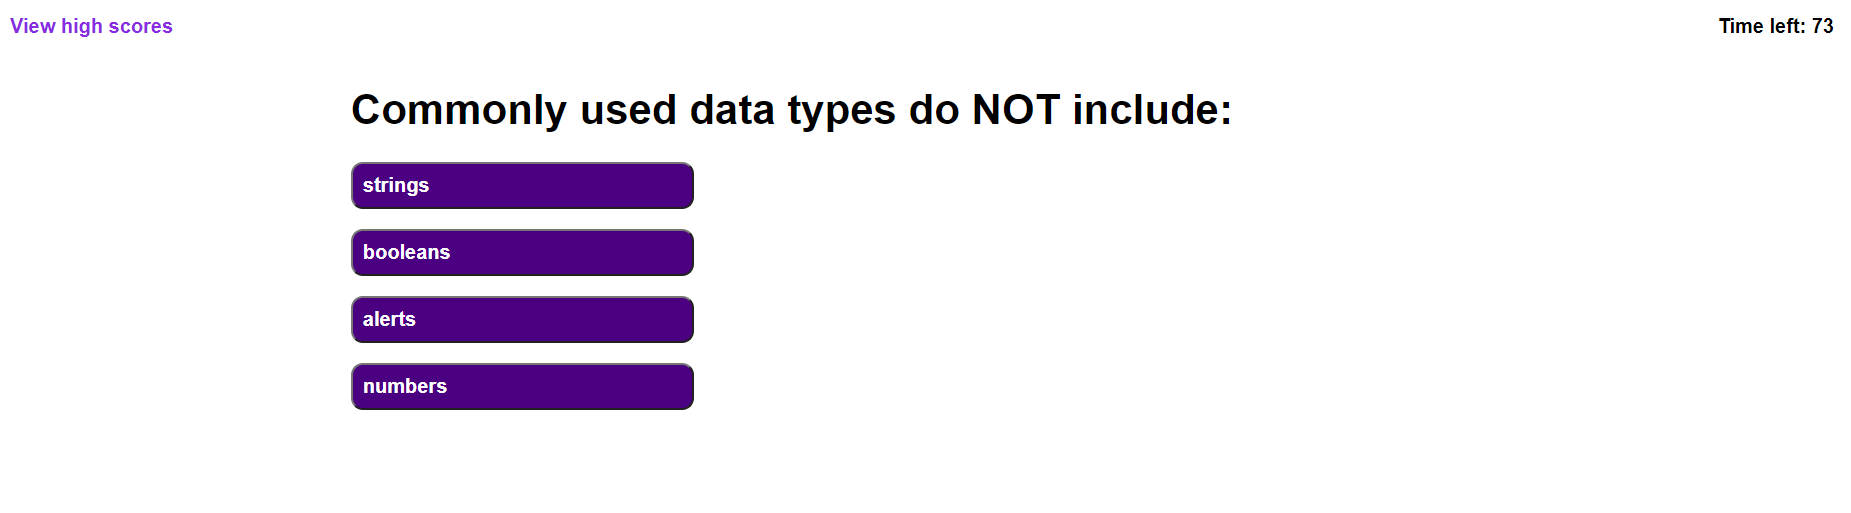 View high scores
Time left: 73
Commonly used data types do NOT include:
strings
booleans
alerts
numbers